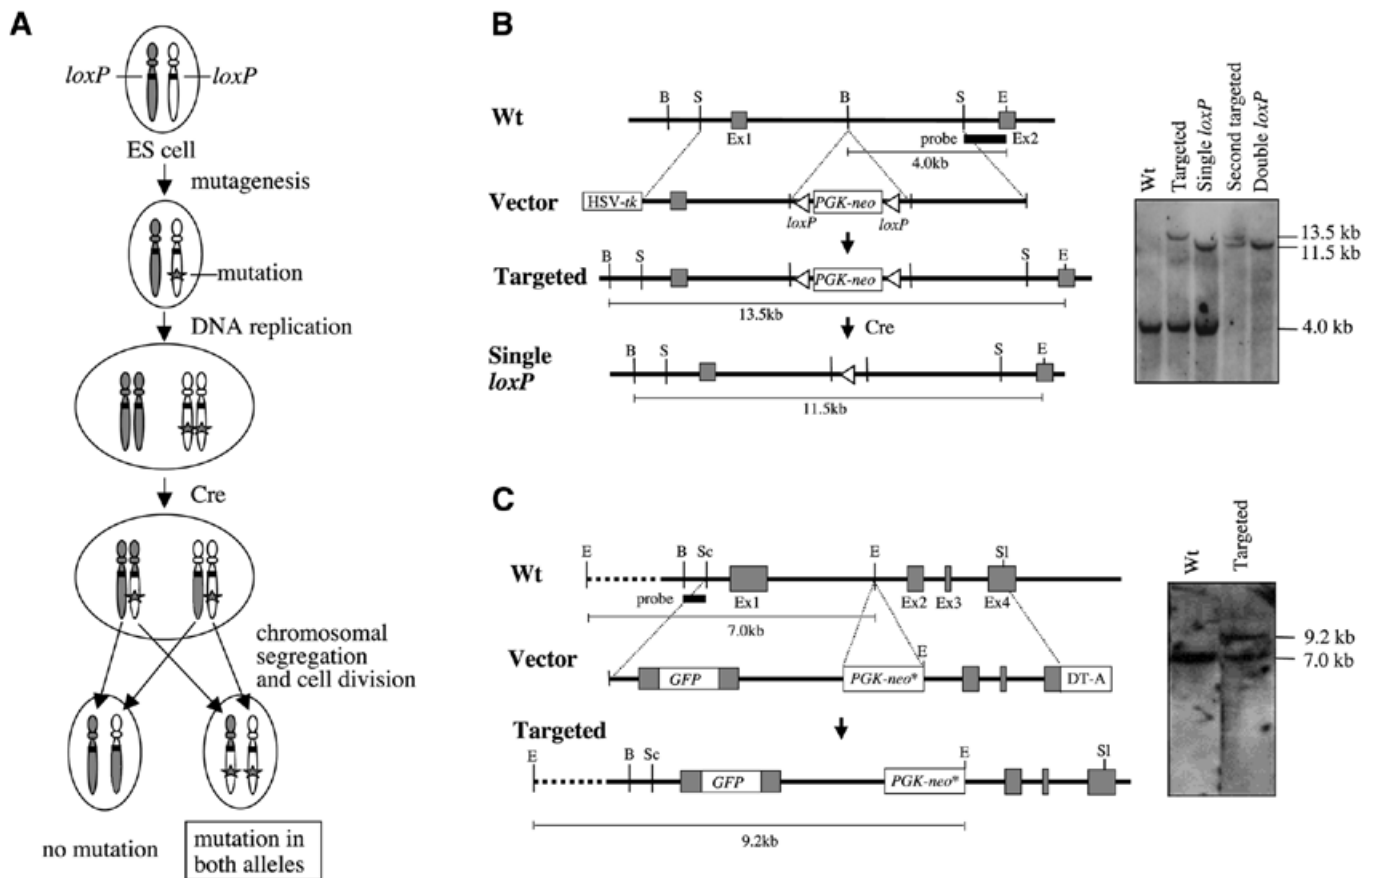 A
loxP
loxP
ES cell
mutagenesis
mutation
DNA replication
Cre
chromosomal
segregation
and cell division
no mutation
mutation in
both alleles
B
Wt
B
S
B
S
E
Ex1
probe
Ex2
4.0kb
Vector
HSV-tk
PGK-neo
loxP
loxP
Targeted
B
S
PGK-neo
S
E
13.5kb
Cre
Single
loxP
B
S
S
E
11.5kb
Wt
Targeted
Single loxP
Second targeted
Double loxP
13.5 kb
11.5 kb
4.0 kb
C
Wt
E
B
Sc
E
Sl
probe
Ex1
Ex2
Ex3
Ex4
7.0kb
Vector
GFP
PGK-neo*
E
DT-A
Targeted
E
B
Sc
GFP
PGK-neo*
E
Sl
9.2kb
Wt
Targeted
9.2 kb
7.0 kb